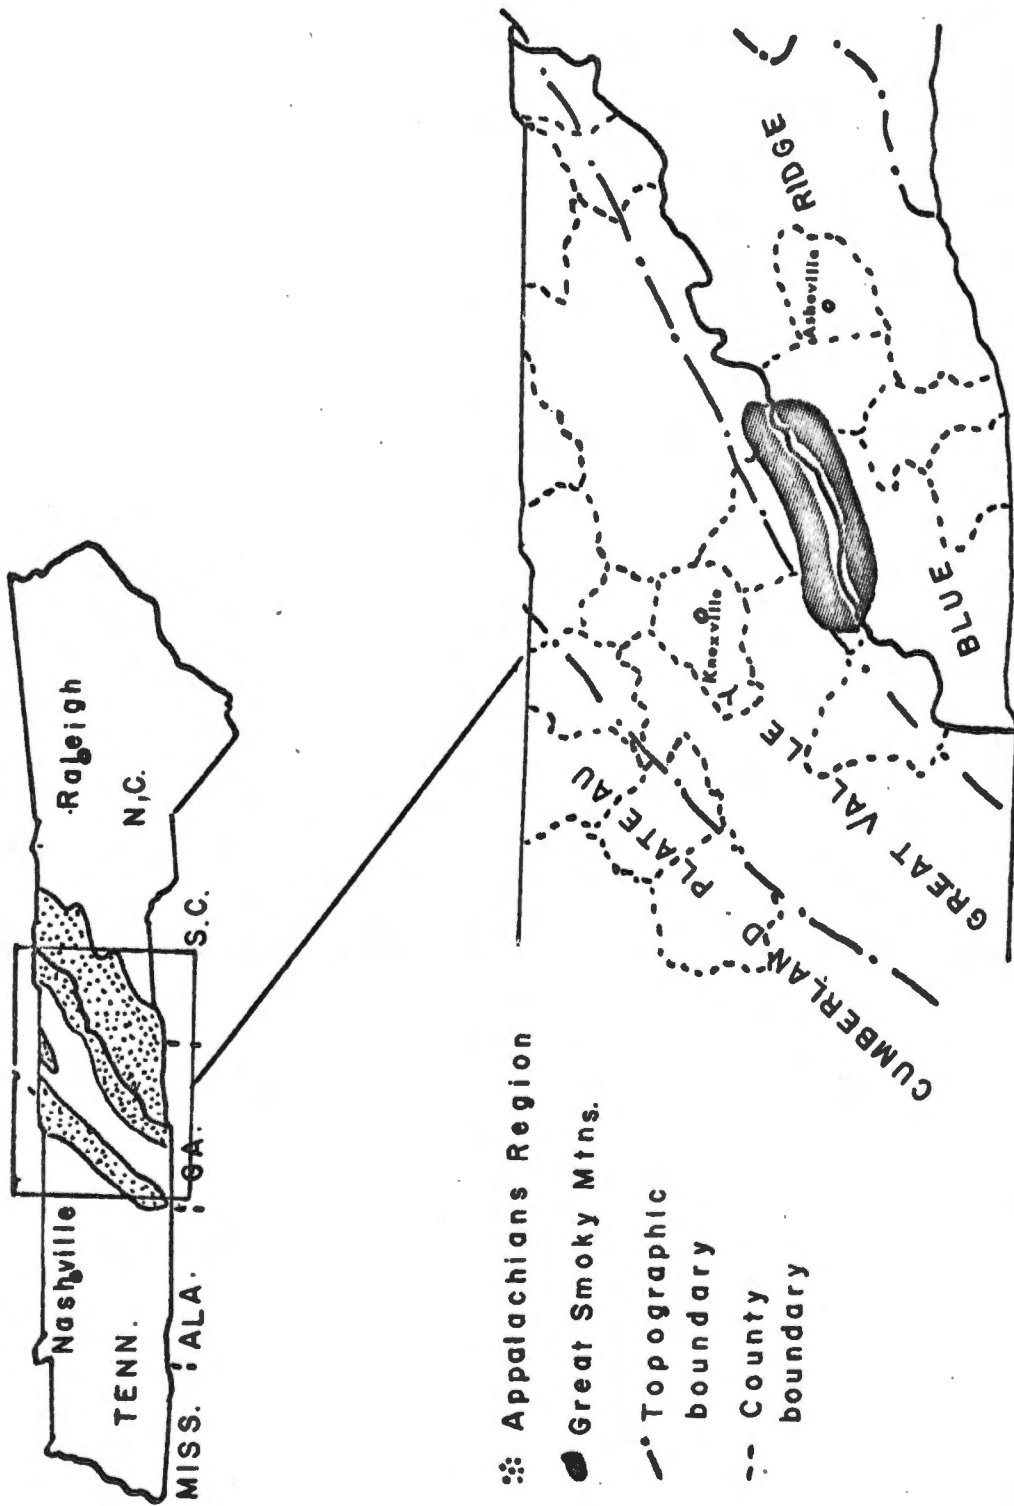 Nashville
Raleigh
TENN.
N.C.
MISS.
ALA.
GA.
S.C.
Appalachians Region
Great Smoky Mtns.
Topographic
boundary
County
boundary
CUMBERLAND PLATEAU
GREAT VALLEY
BLUE RIDGE
Knoxville
Asheville